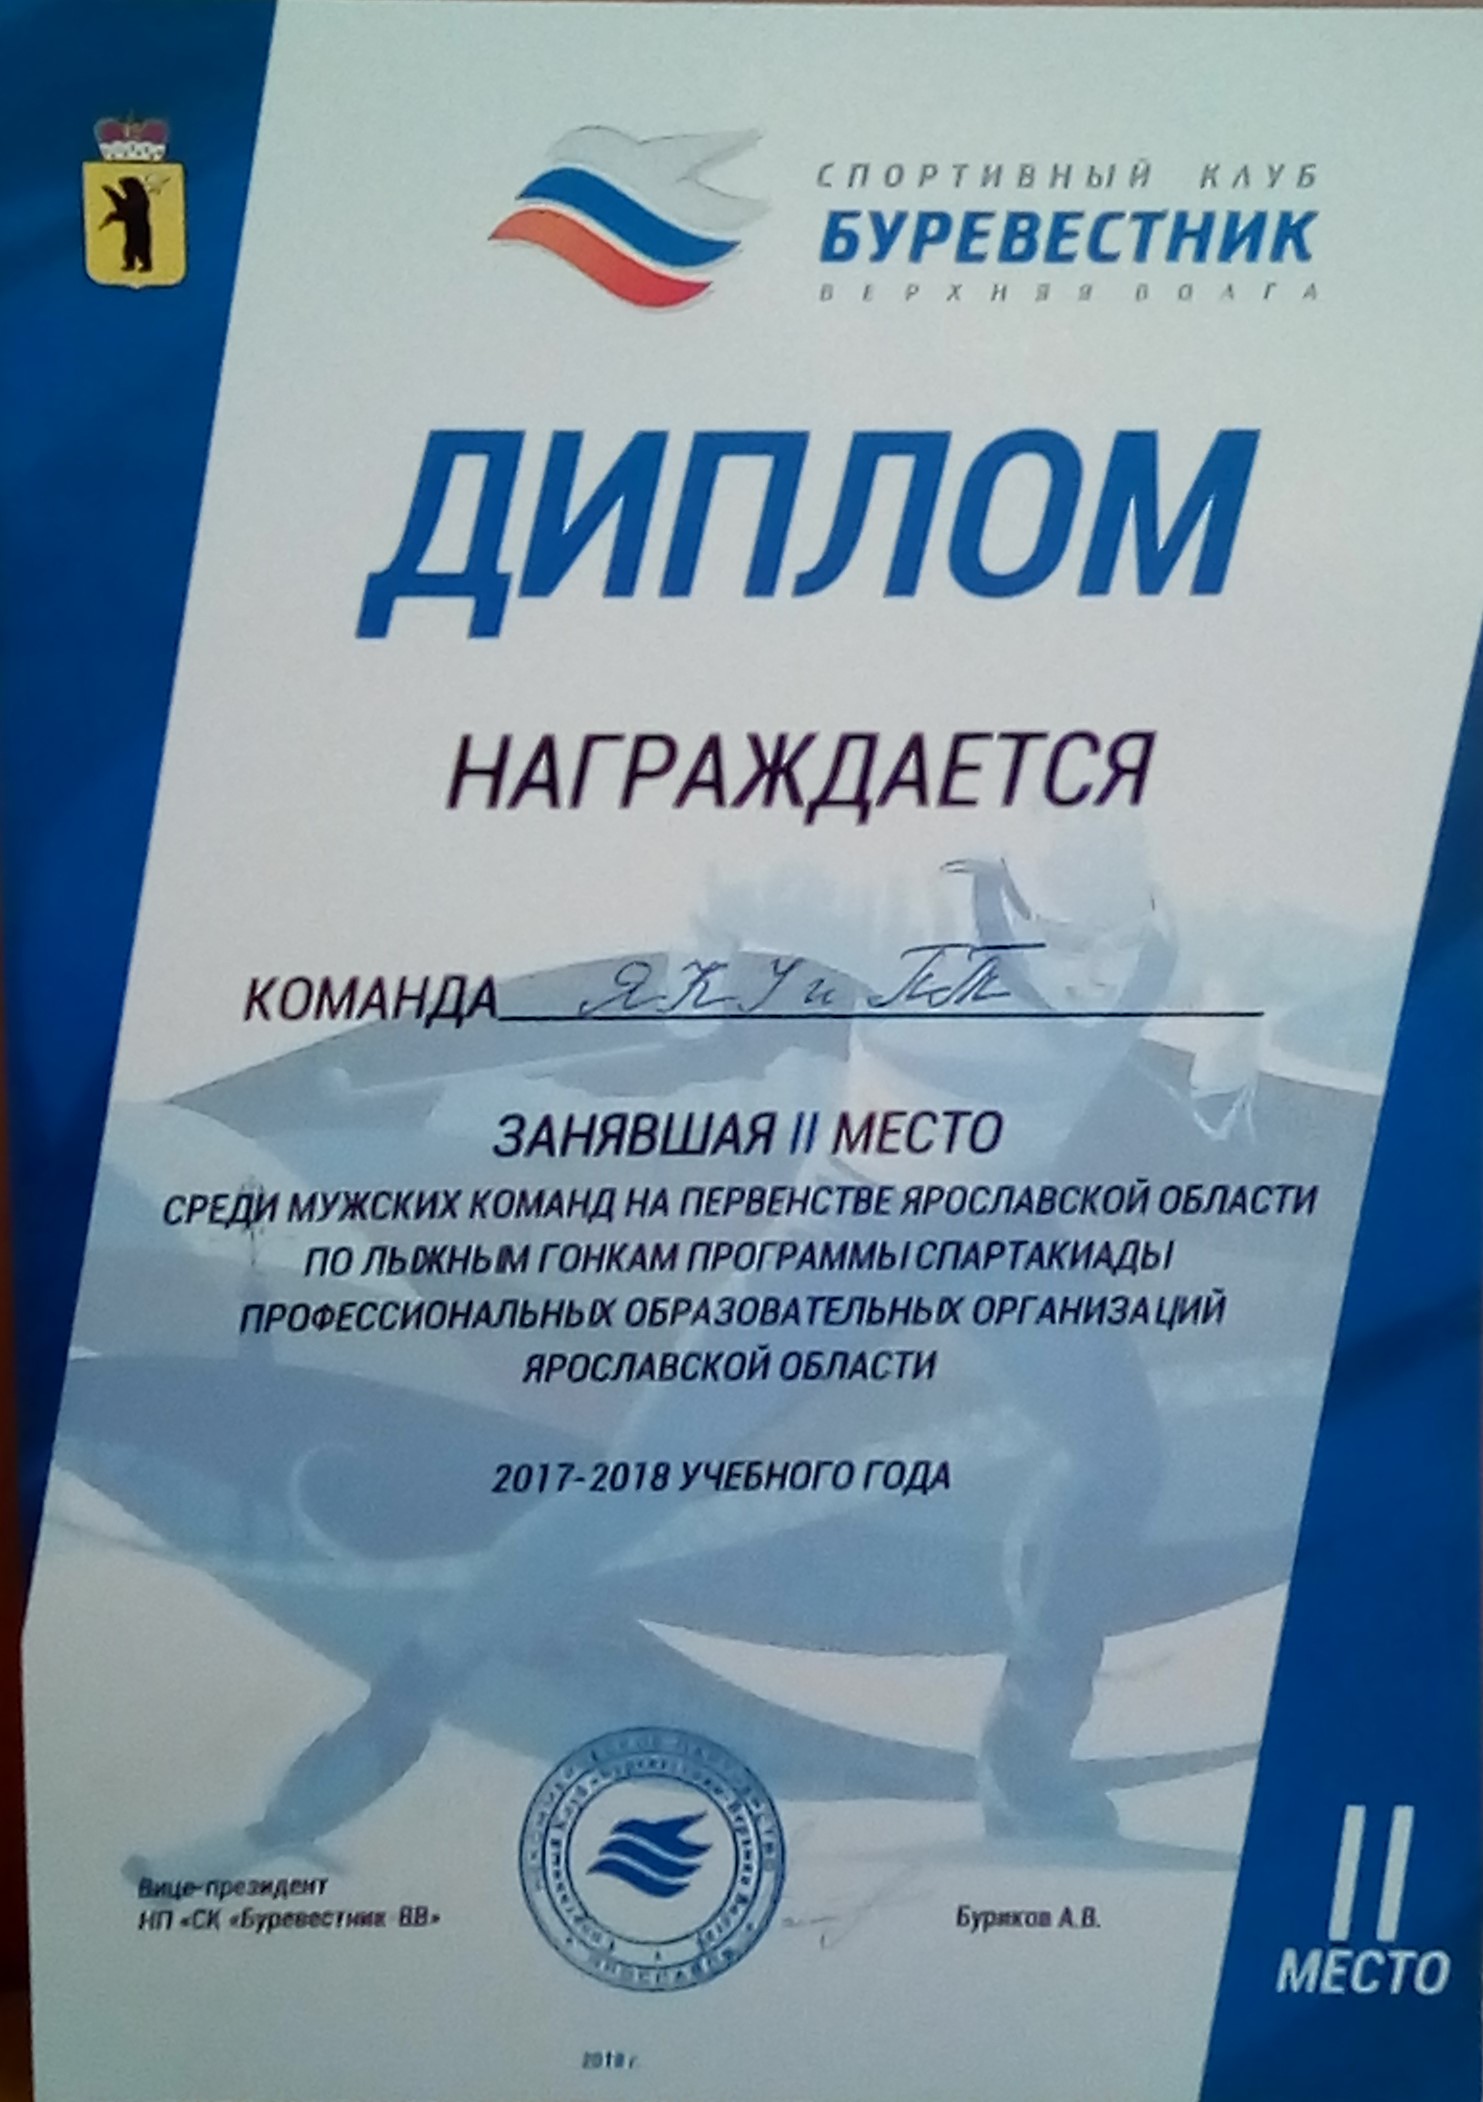 СПОРТИВНЫЙ КЛУБ
БУРЕВЕСТНИК
ВЕРХНЯЯ ВОЛГА
ДИПЛОМ
НАГРАЖДАЕТСЯ
КОМАНДА ЯКУиПТ
ЗАНЯВШАЯ II МЕСТО
СРЕДИ МУЖСКИХ КОМАНД НА ПЕРВЕНСТВЕ ЯРОСЛАВСКОЙ ОБЛАСТИ
ПО ЛЫЖНЫМ ГОНКАМ ПРОГРАММЫ СПАРТАКИАДЫ
ПРОФЕССИОНАЛЬНЫХ ОБРАЗОВАТЕЛЬНЫХ ОРГАНИЗАЦИЙ
ЯРОСЛАВСКОЙ ОБЛАСТИ
2017-2018 УЧЕБНОГО ГОДА
Вице-президент
НП «СК «Буревестник-ВВ»
Буриков А.В.
II
МЕСТО
2018 г.